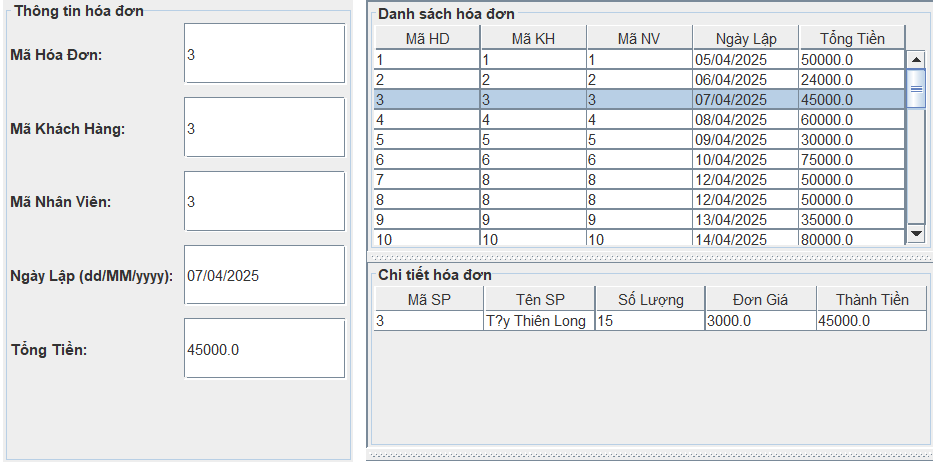 Thông tin hóa đơn
Mã Hóa Đơn: 3
Mã Khách Hàng: 3
Mã Nhân Viên: 3
Ngày Lập (dd/MM/yyyy): 07/04/2025
Tổng Tiền: 45000.0
Danh sách hóa đơn
Mã HD Mã KH Mã NV Ngày Lập Tổng Tiền
1 1 1 05/04/2025 50000.0
2 2 2 06/04/2025 24000.0
3 3 3 07/04/2025 45000.0
4 4 4 08/04/2025 60000.0
5 5 5 09/04/2025 30000.0
6 6 6 10/04/2025 75000.0
7 8 8 12/04/2025 50000.0
8 8 8 12/04/2025 50000.0
9 9 9 13/04/2025 35000.0
10 10 10 14/04/2025 80000.0
Chi tiết hóa đơn
Mã SP Tên SP Số Lượng Đơn Giá Thành Tiền
3 T?y Thiên Long 15 3000.0 45000.0